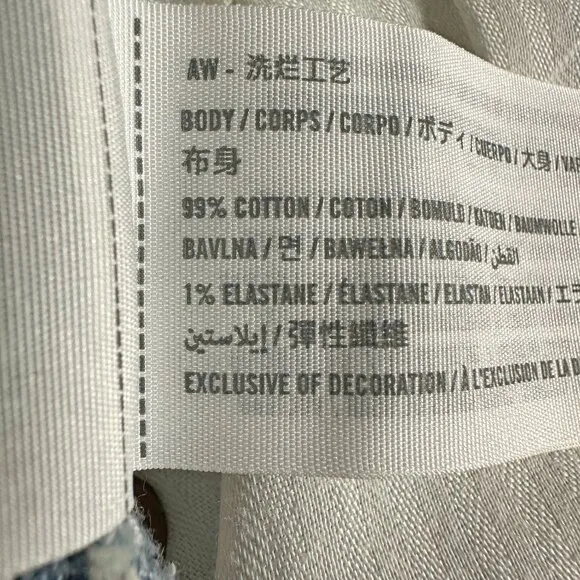 AW - 洗烂工艺
BODY / CORPS / CORPO / ボディ / CUERPO / 大身 /
布身
99% COTTON / COTON / BOMULD / KATOEN / BAUMWOLLE
BAVLNA / 면 / BAWEŁNA / ALGODÃO / القطن
1% ELASTANE / ÉLASTANE / ELASTAN / ELASTAAN /
إيلاستين / 彈性纖維
EXCLUSIVE OF DECORATION / À L'EXCLUSION DE LA